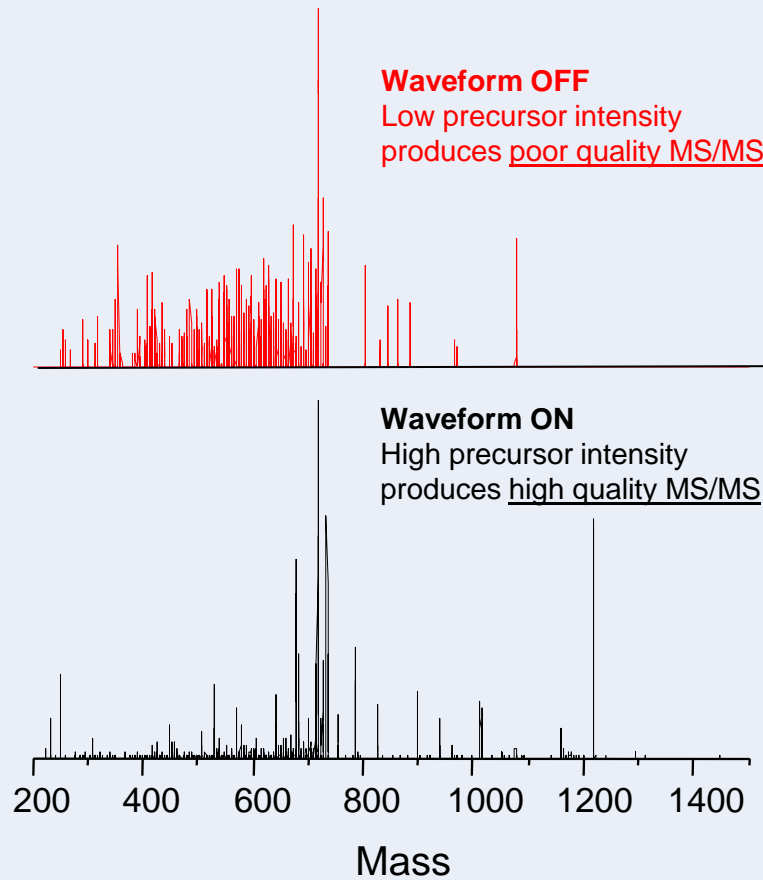 Waveform OFF
Low precursor intensity
produces poor quality MS/MS
Waveform ON
High precursor intensity
produces high quality MS/MS
200 400 600 800 1000 1200 1400
Mass